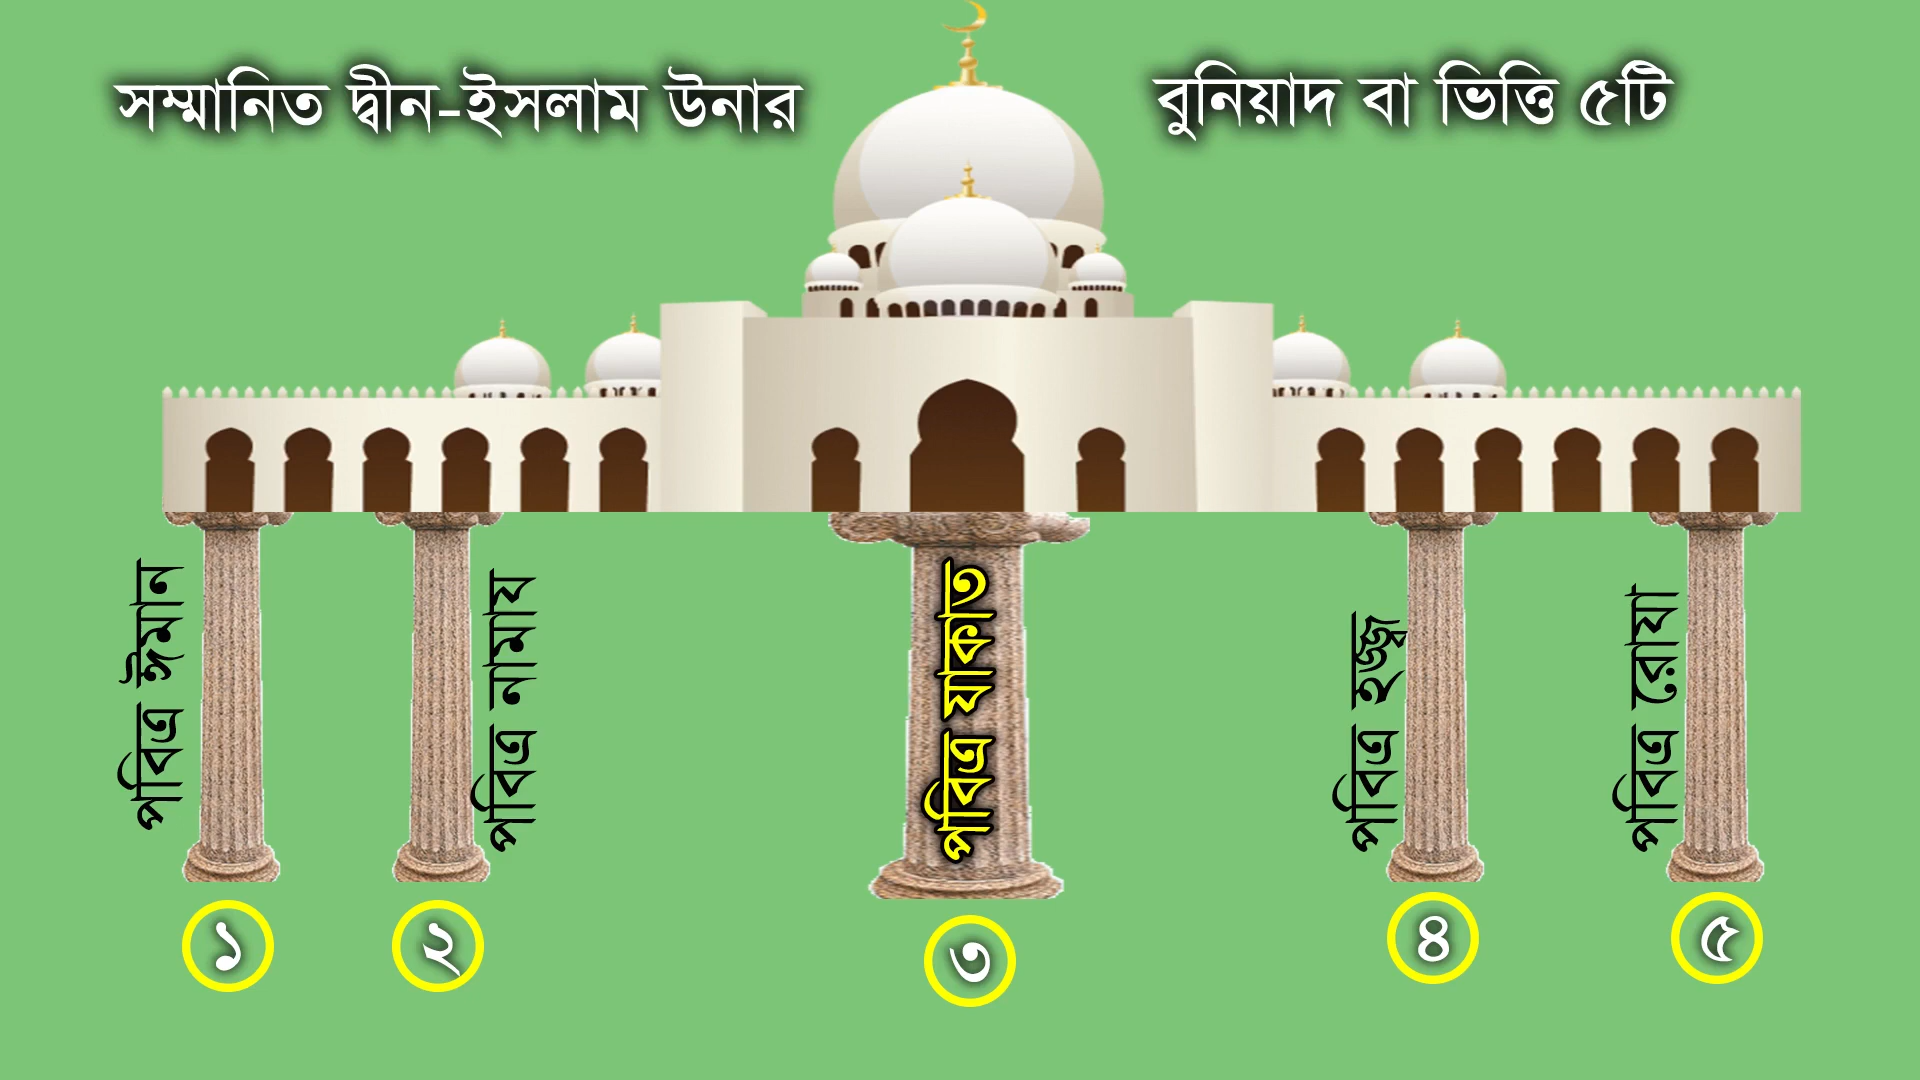 সম্মানিত দ্বীন-ইসলাম উনার
বুনিয়াদ বা ভিত্তি ৫টি
পবিত্র ঈমান
পবিত্র নামায
পবিত্র যাকাত
পবিত্র হজ্ব
পবিত্র রোযা
১
২
৩
৪
৫